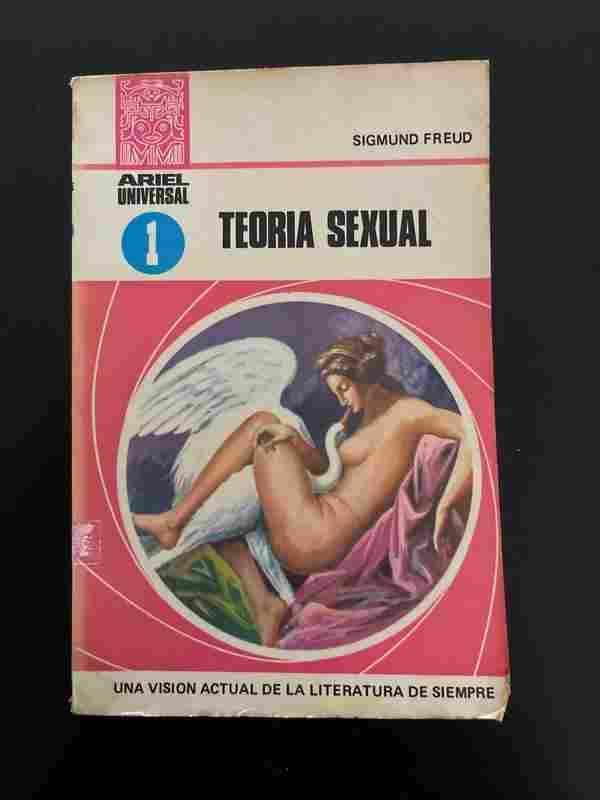 SIGMUND FREUD
ARIEL
UNIVERSAL
1
TEORIA SEXUAL
UNA VISION ACTUAL DE LA LITERATURA DE SIEMPRE